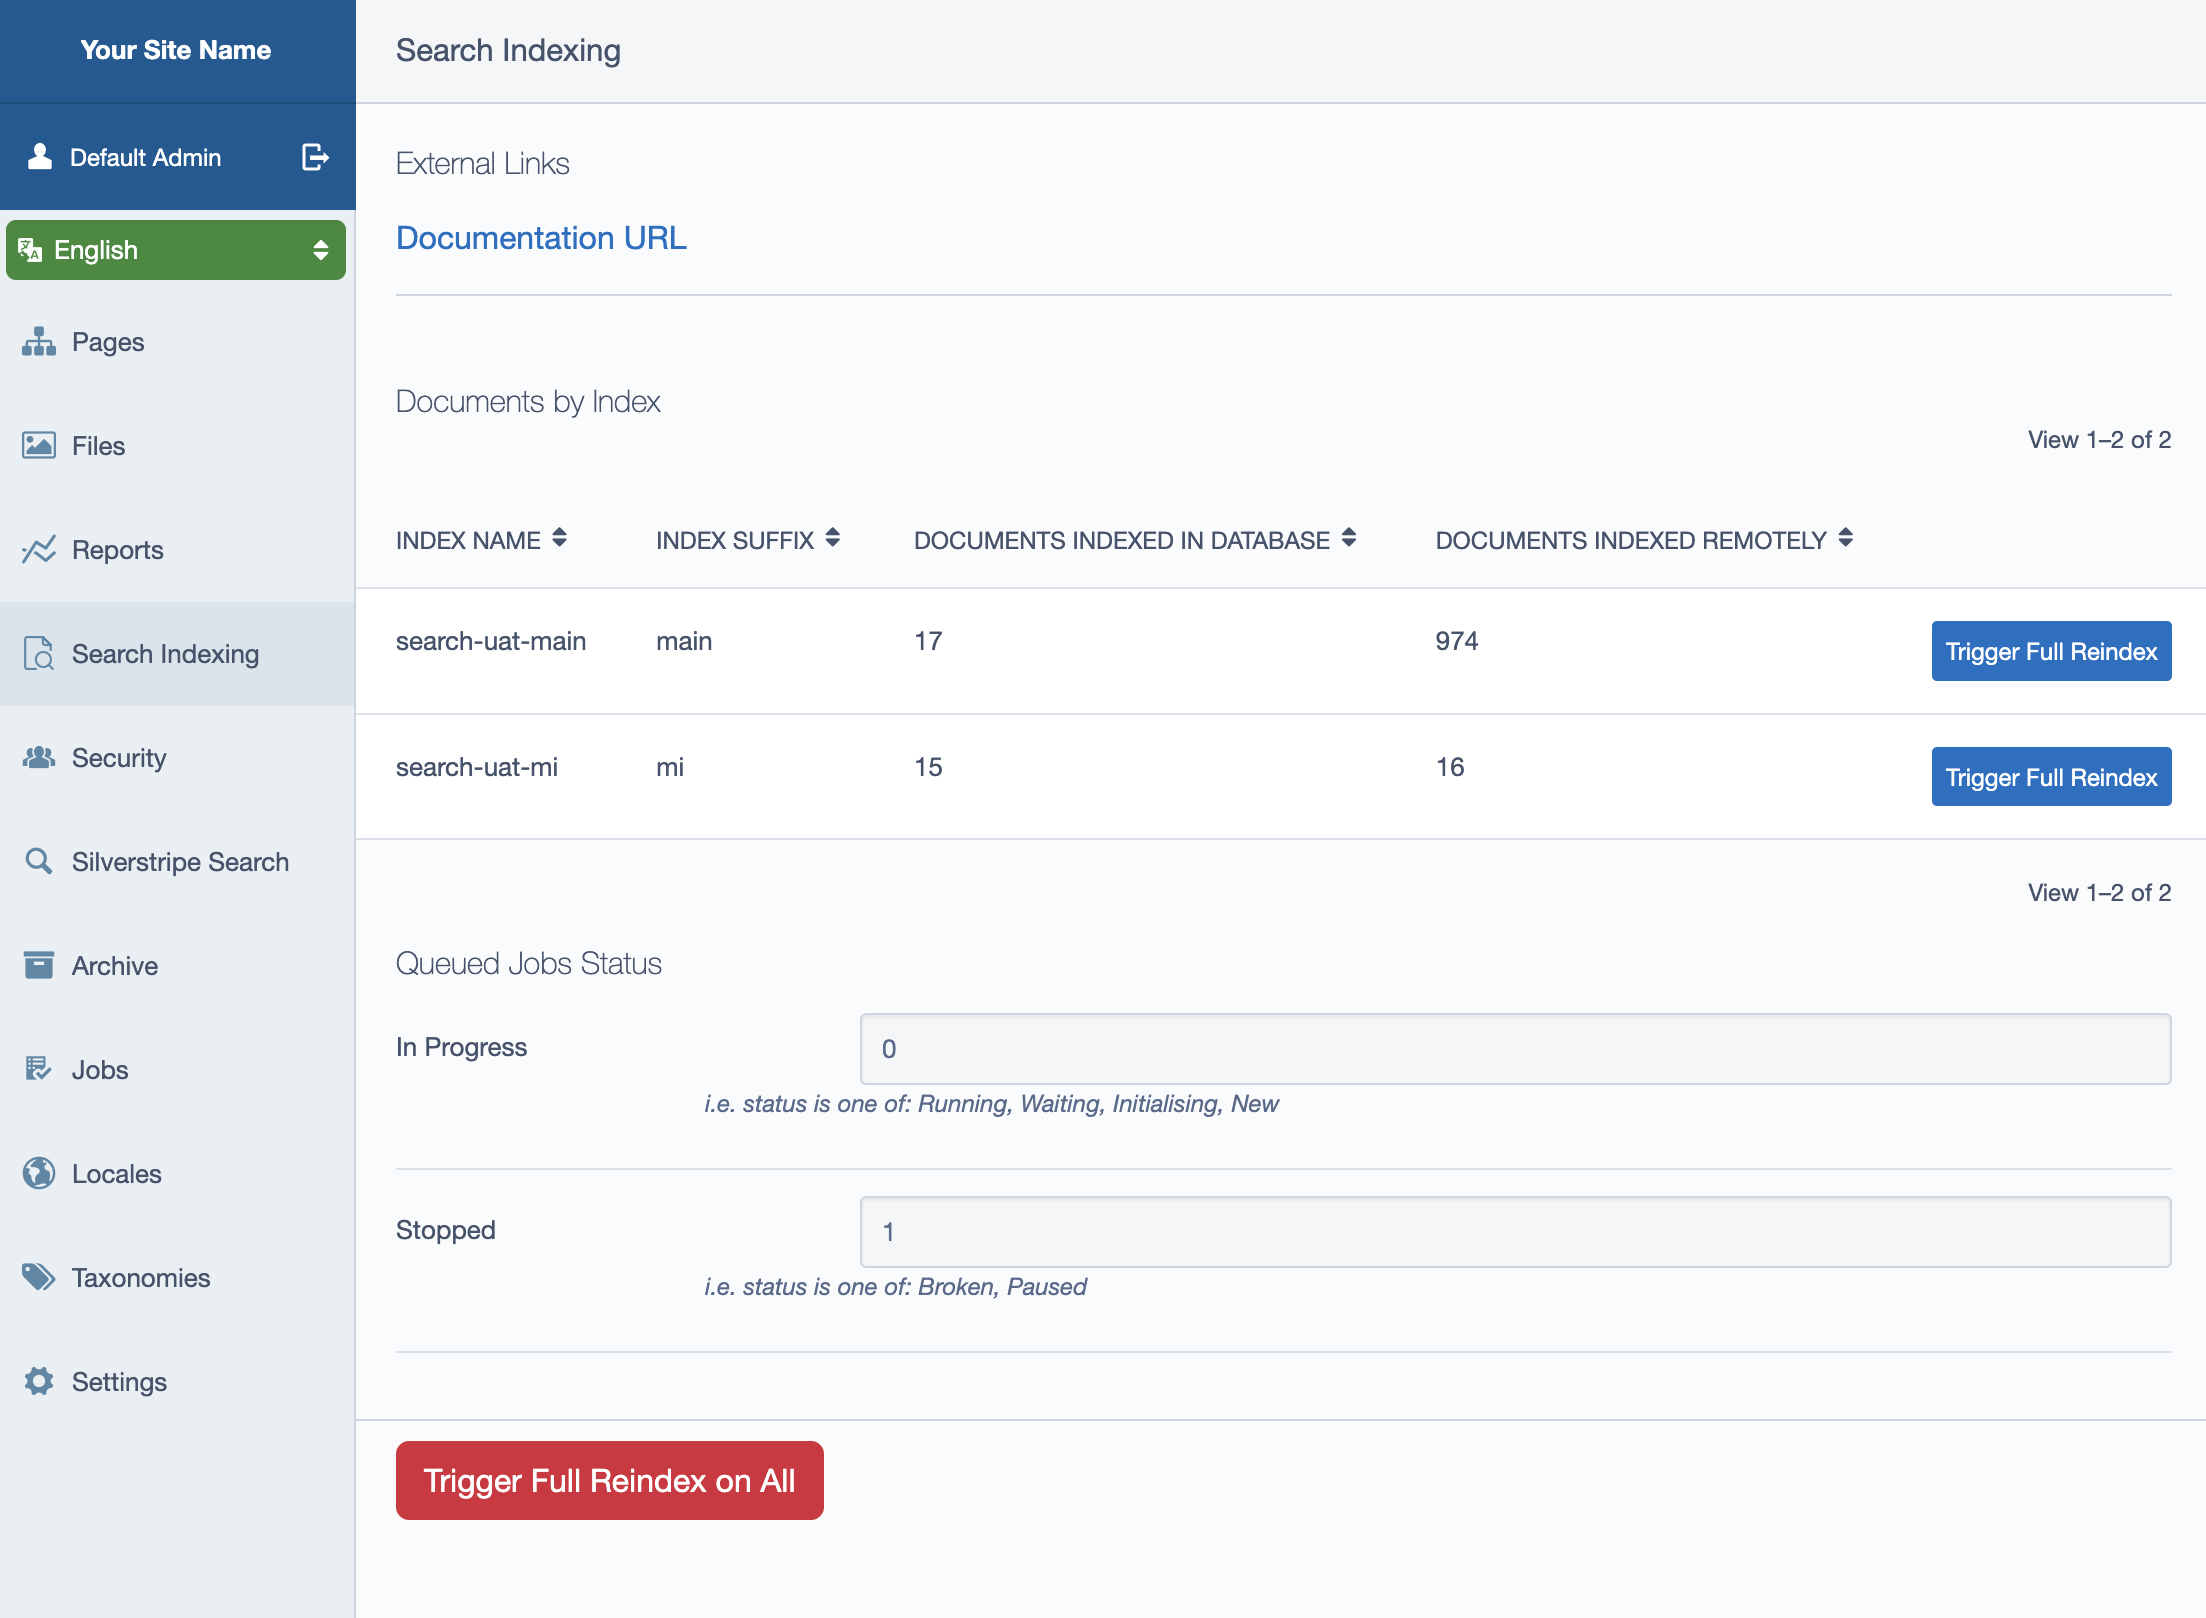 Your Site Name
Default Admin
English
Pages
Files
Reports
Search Indexing
Security
Silverstripe Search
Archive
Jobs
Locales
Taxonomies
Settings
Search Indexing
External Links
Documentation URL
Documents by Index
View 1–2 of 2
INDEX NAME INDEX SUFFIX DOCUMENTS INDEXED IN DATABASE DOCUMENTS INDEXED REMOTELY
search-uat-main main 17 974 Trigger Full Reindex
search-uat-mi mi 15 16 Trigger Full Reindex
View 1–2 of 2
Queued Jobs Status
In Progress 0
i.e. status is one of: Running, Waiting, Initialising, New
Stopped 1
i.e. status is one of: Broken, Paused
Trigger Full Reindex on All